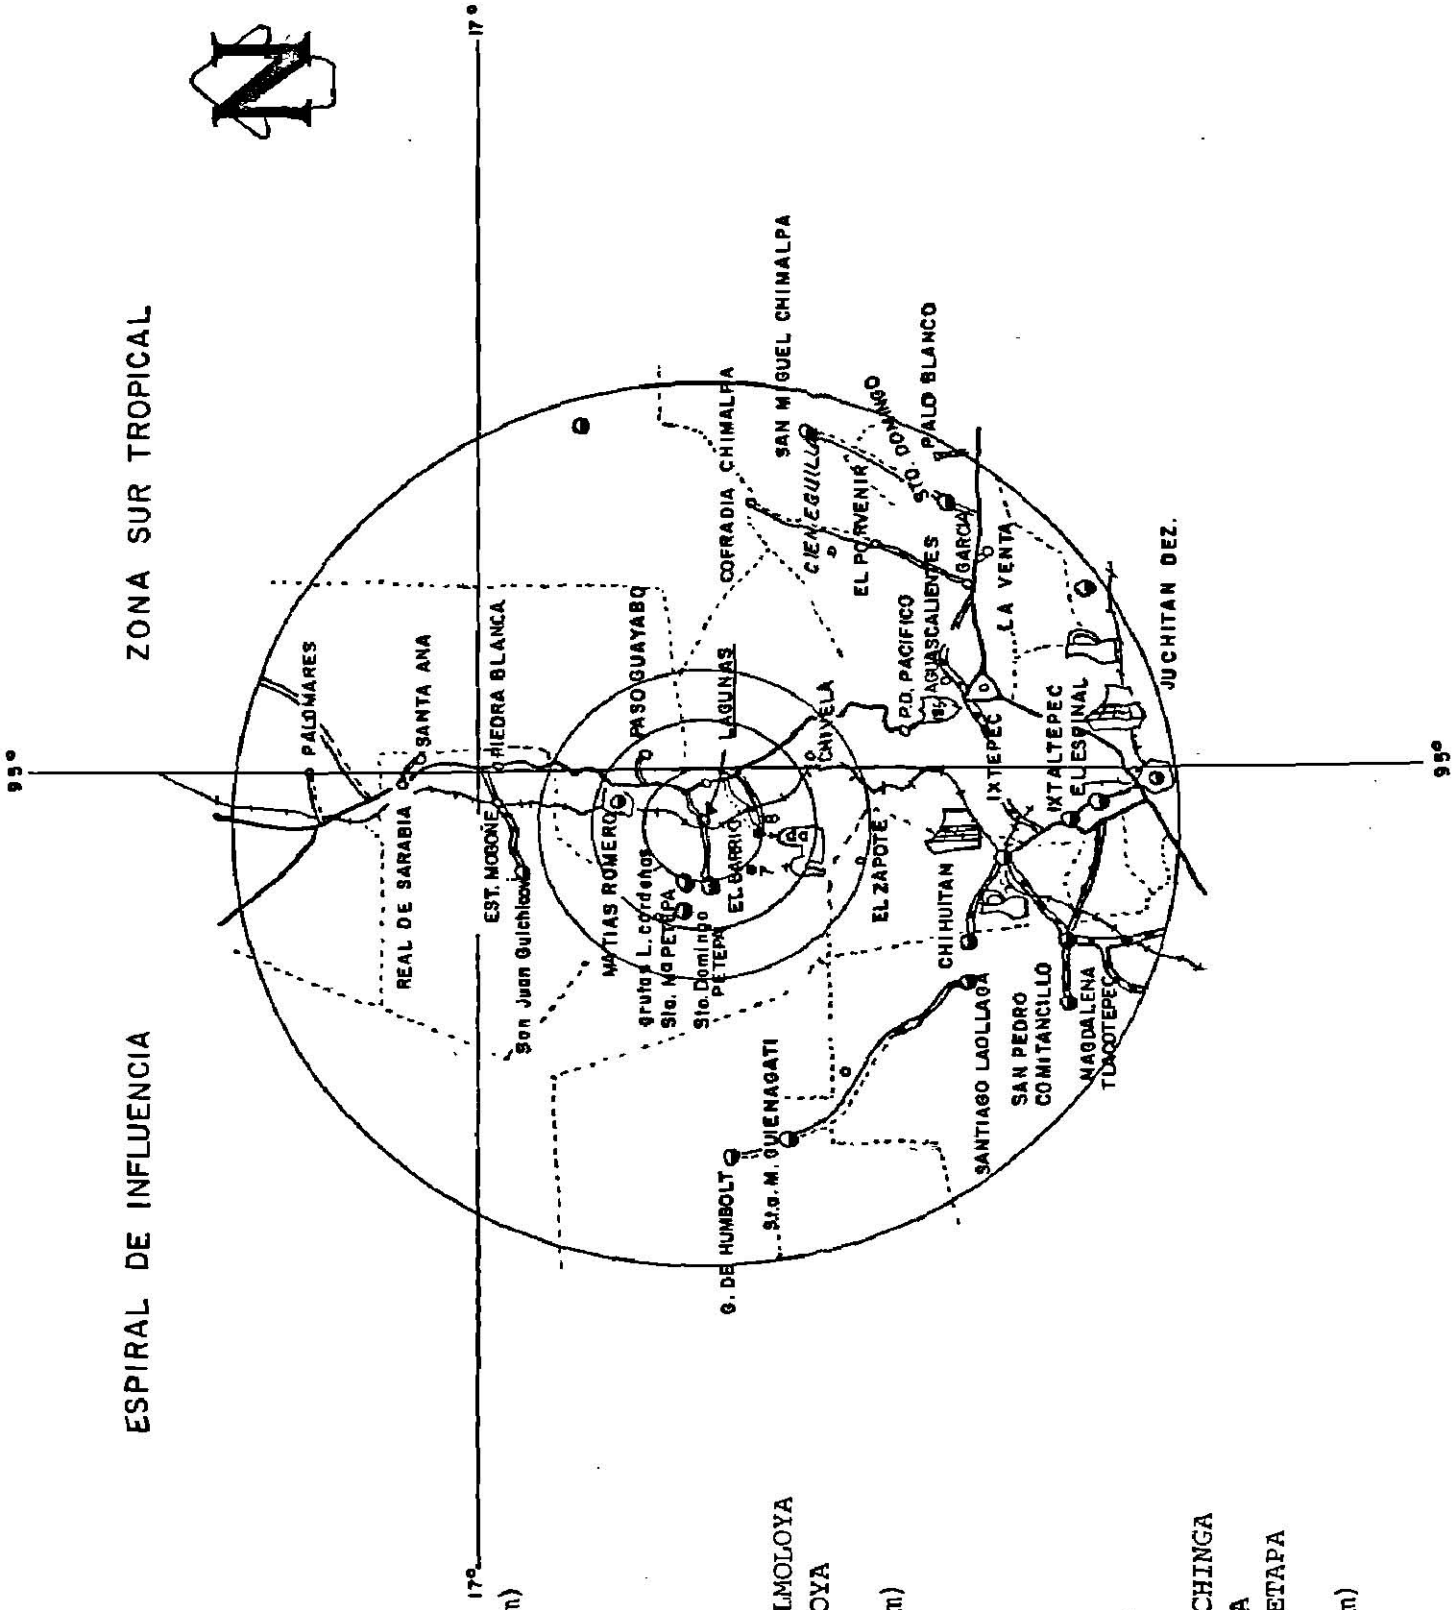 ESPIRAL DE INFLUENCIA
ZONA SUR TROPICAL
N
95°
17°
17°
95°
PALOMARES
SANTA ANA
REAL DE SARABIA
PIEDRA BLANCA
EST. MOGOÑE
San Juan Guichicovi
PASO GUAYABO
MATIAS ROMERO
grutas L. cardenas
Sta. Ma PETAPA
Sto. Domingo
PETEPA
EL BARRIO
LAGUNAS
7
8
CHIVELA
COFRADIA CHIMALPA
SAN MIGUEL CHIMALPA
CIENEGUILLA
EL PORVENIR
STO. DOMINGO
PALO BLANCO
P.D. PACIFICO
AGUASCALIENTES
185
GARCIA
LA VENTA
EL ZAPOTE
CHIHUITAN
IXTEPEC
IXTALTEPEC
EL ESPINAL
JUCHITAN DEZ.
G. DE HUMBOLT
Sta. M. GUIENAGATI
SANTIAGO LAOLLAGA
SAN PEDRO
COMITANCILLO
MAGDALENA
TLACOTEPEC
m)
LMOLOYA
OYA
m)
CHINGA
A
ETAPA
m)